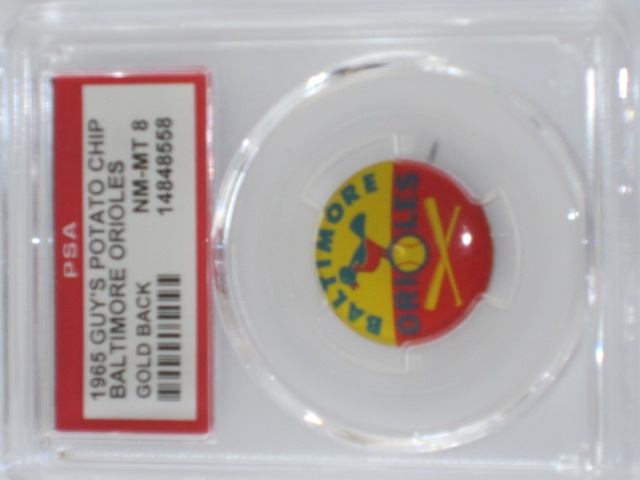 PSA
1965 GUY'S POTATO CHIP
BALTIMORE ORIOLES
NM-MT 8
GOLD BACK 14848558
BALTIMORE
ORIOLES